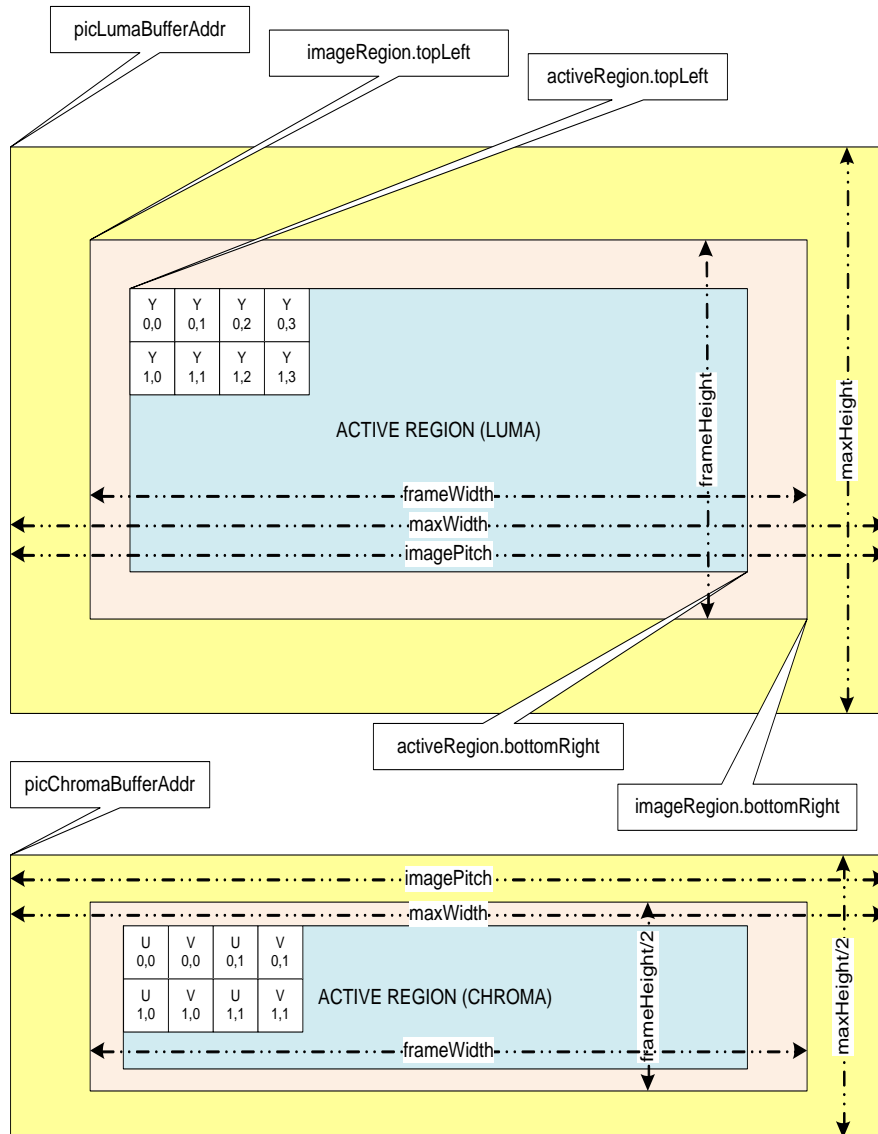 picLumaBufferAddr
imageRegion.topLeft
activeRegion.topLeft
Y Y Y Y
0,0 0,1 0,2 0,3
Y Y Y Y
1,0 1,1 1,2 1,3
ACTIVE REGION (LUMA)
frameHeight
maxHeight
frameWidth
maxWidth
imagePitch
activeRegion.bottomRight
imageRegion.bottomRight
picChromaBufferAddr
imagePitch
maxWidth
U V U V
0,0 0,0 0,1 0,1
U V U V
1,0 1,0 1,1 1,1
ACTIVE REGION (CHROMA)
frameHeight/2
maxHeight/2
frameWidth